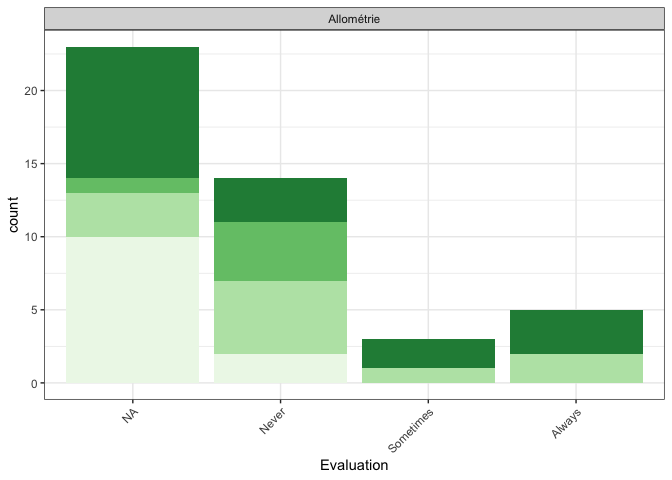 Allométrie
count
20
15
10
5
0
NA
Never
Sometimes
Always
Evaluation